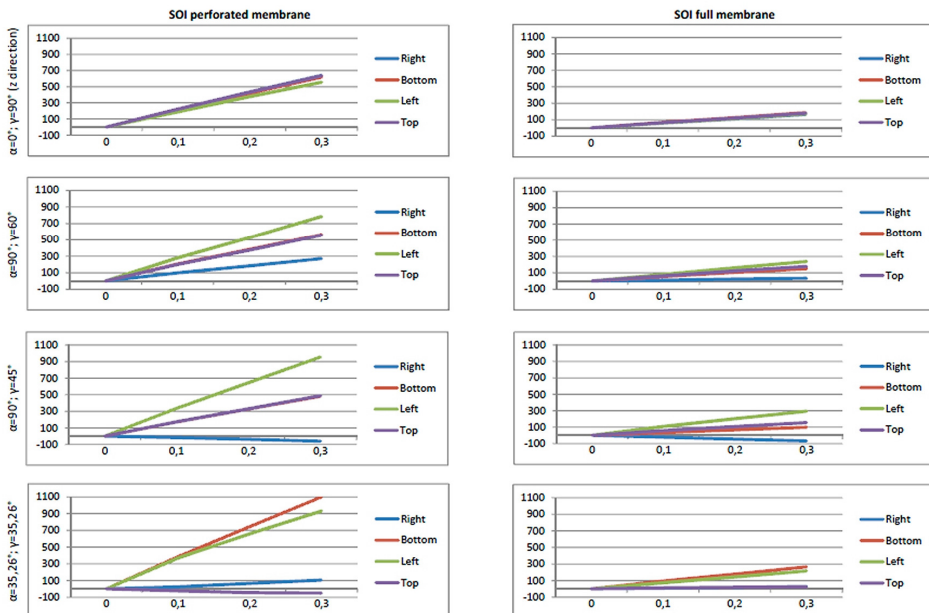 SOI perforated membrane
α=0°; γ=90° (z direction)
1100
900
700
500
300
100
-100
0 0,1 0,2 0,3
Right
Bottom
Left
Top
SOI full membrane
1100
900
700
500
300
100
-100
0 0,1 0,2 0,3
Right
Bottom
Left
Top
α=90°; γ=60°
1100
900
700
500
300
100
-100
0 0,1 0,2 0,3
Right
Bottom
Left
Top
1100
900
700
500
300
100
-100
0 0,1 0,2 0,3
Right
Bottom
Left
Top
α=90°; γ=45°
1100
900
700
500
300
100
-100
0 0,1 0,2 0,3
Right
Bottom
Left
Top
1100
900
700
500
300
100
-100
0 0,1 0,2 0,3
Right
Bottom
Left
Top
α=35,26°; γ=35,26°
1100
900
700
500
300
100
-100
0 0,1 0,2 0,3
Right
Bottom
Left
Top
1100
900
700
500
300
100
-100
0 0,1 0,2 0,3
Right
Bottom
Left
Top